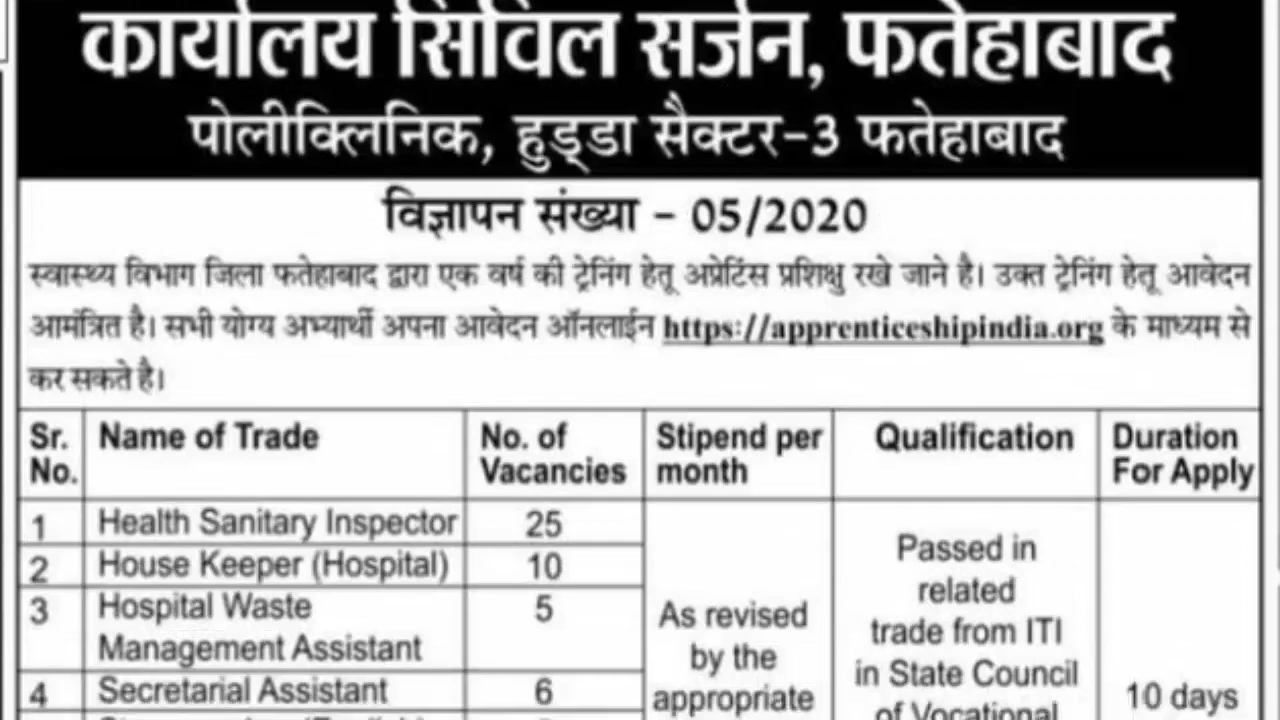 कार्यालय सिविल सर्जन, फतेहाबाद
पोलीक्लिनिक, हुड्डा सैक्टर-3 फतेहाबाद
विज्ञापन संख्या - 05/2020
स्वास्थ्य विभाग जिला फतेहाबाद द्वारा एक वर्ष की ट्रेनिंग हेतू अप्रेटिंस प्रशिक्षु रखे जाने है। उक्त ट्रेनिंग हेतू आवेदन
आमंत्रित है। सभी योग्य अभ्यार्थी अपना आवेदन ऑनलाईन https://apprenticeshipindia.org के माध्यम से
कर सकते है।
Sr. No. Name of Trade No. of Vacancies Stipend per month Qualification Duration For Apply
1 Health Sanitary Inspector 25
2 House Keeper (Hospital) 10
3 Hospital Waste Management Assistant 5
4 Secretarial Assistant 6
As revised
by the
appropriate
Passed in
related
trade from ITI
in State Council
of Vocational
10 days